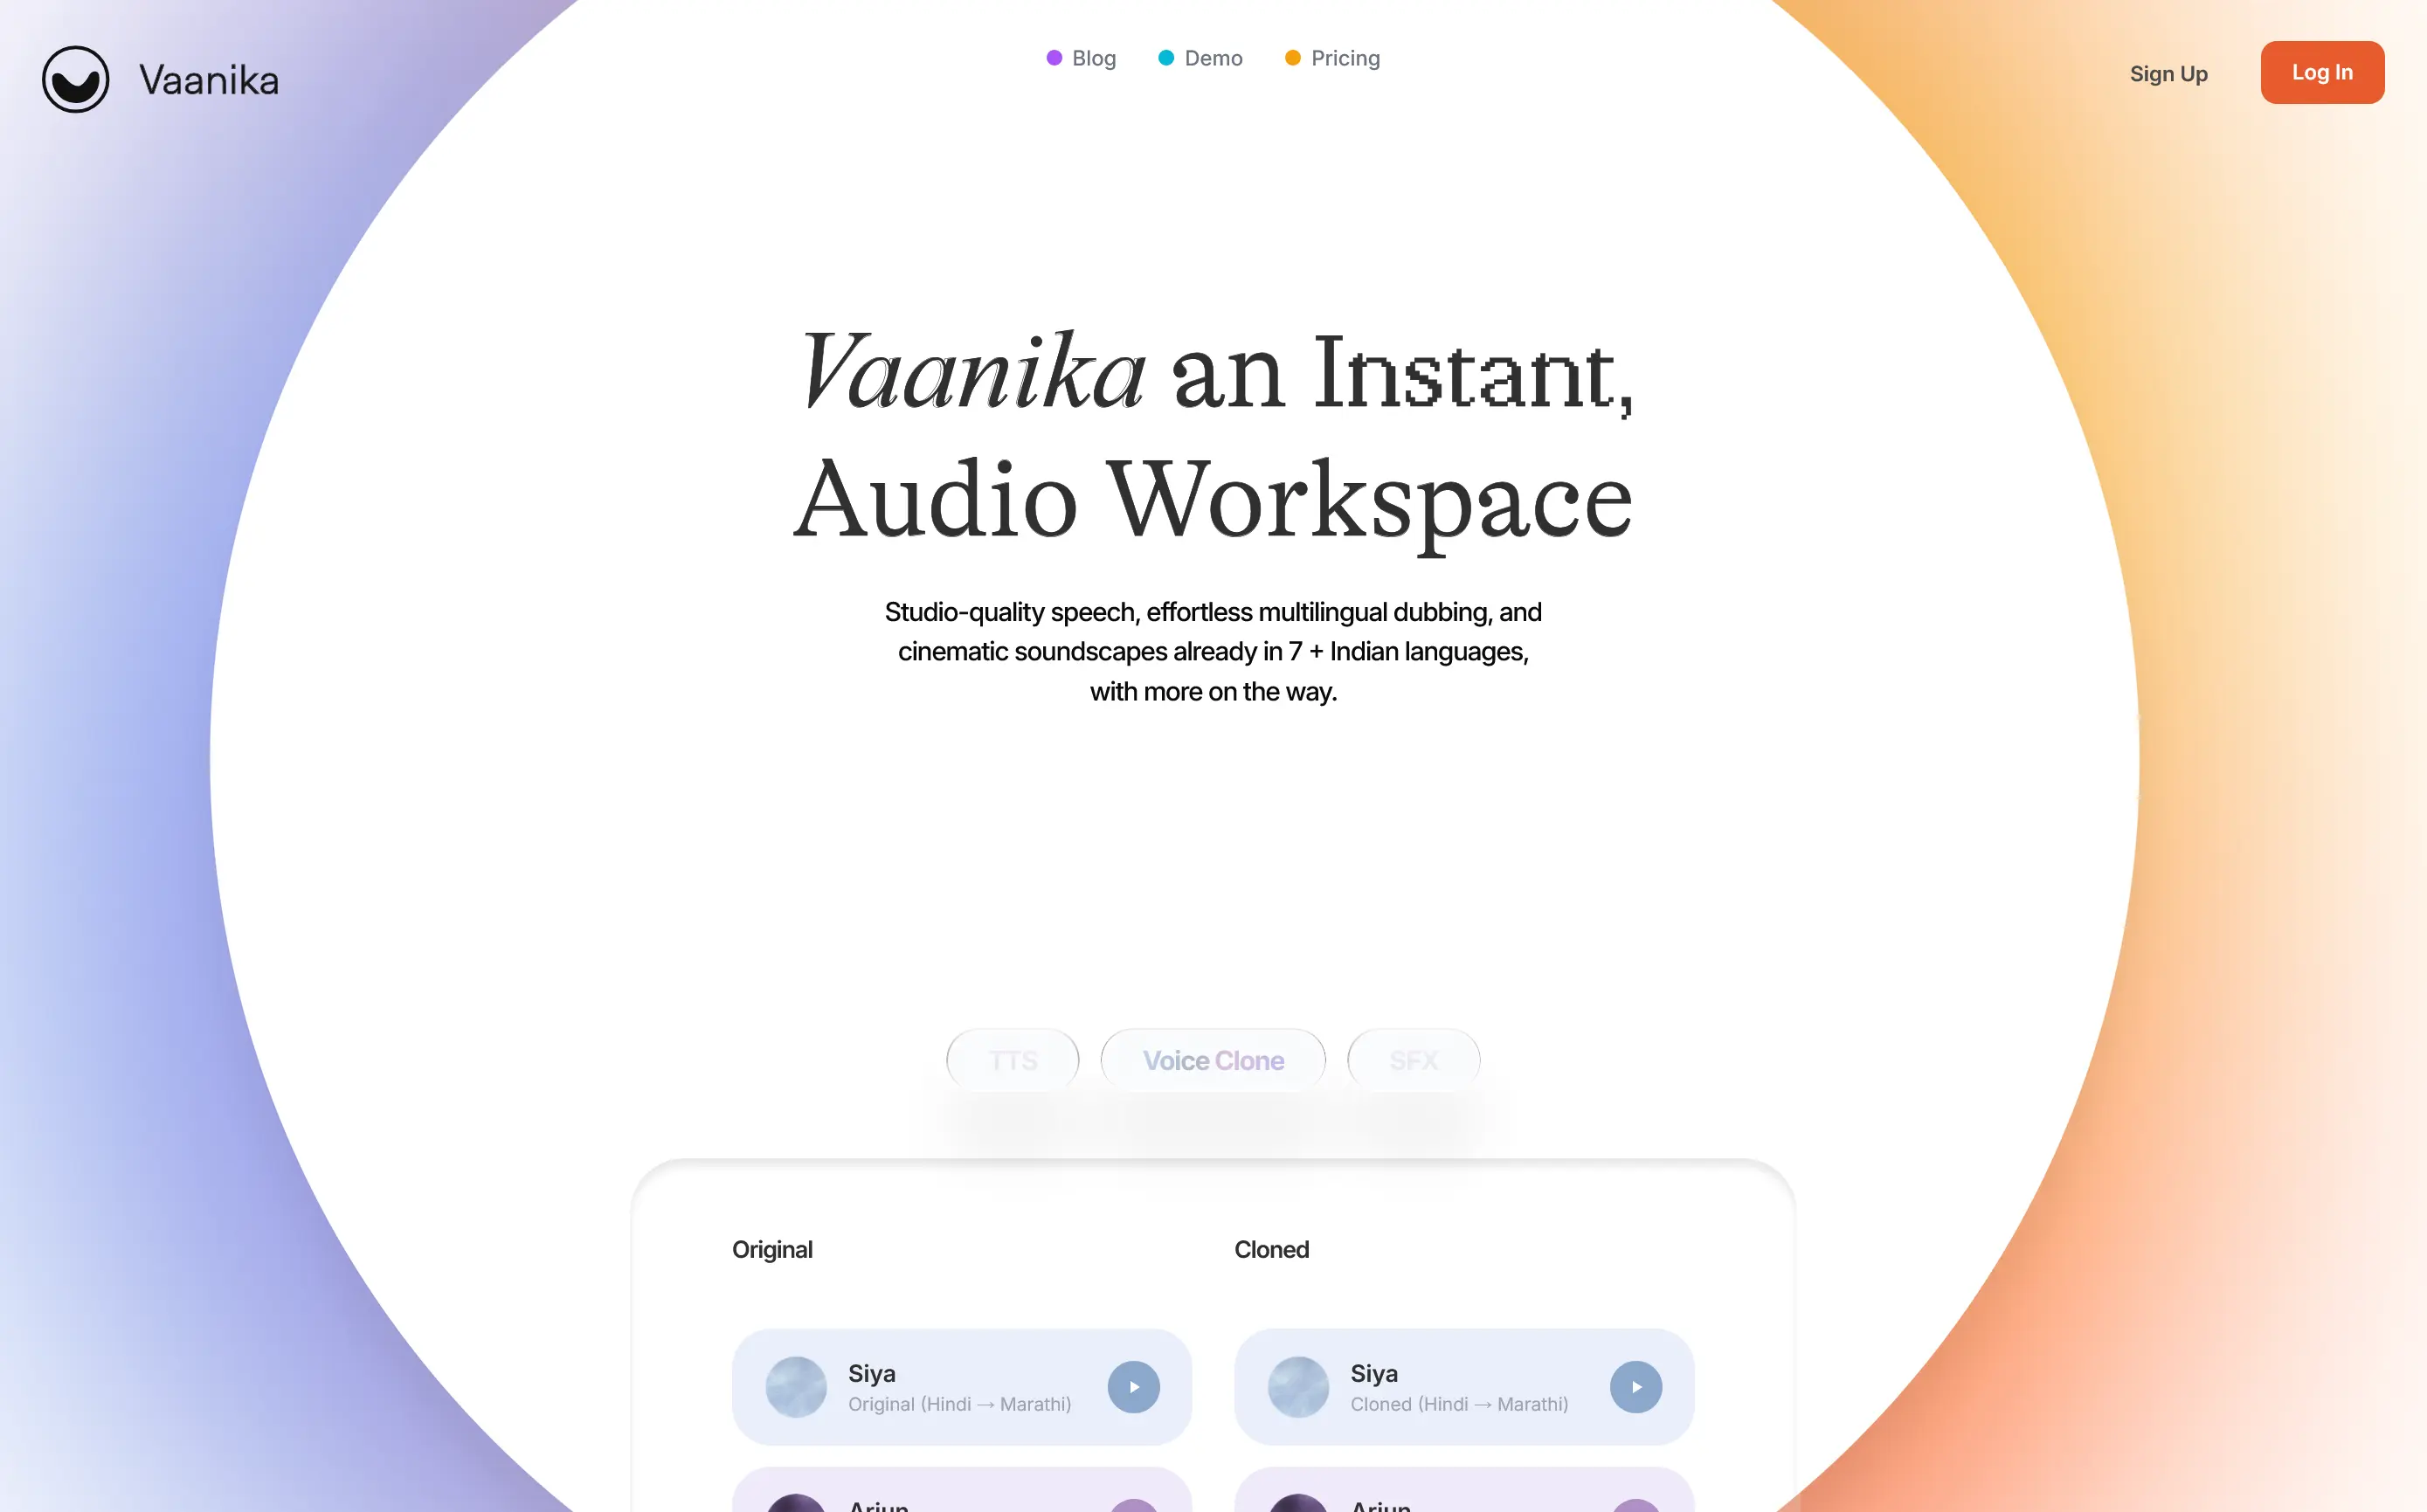 Vaanika
Blog
Demo
Pricing
Sign Up
Log In
Vaanika an Instant,
Audio Workspace
Studio-quality speech, effortless multilingual dubbing, and
cinematic soundscapes already in 7 + Indian languages,
with more on the way.
TTS
Voice Clone
SFX
Original
Cloned
Siya
Original (Hindi → Marathi)
Siya
Cloned (Hindi → Marathi)
Arjun
Arjun